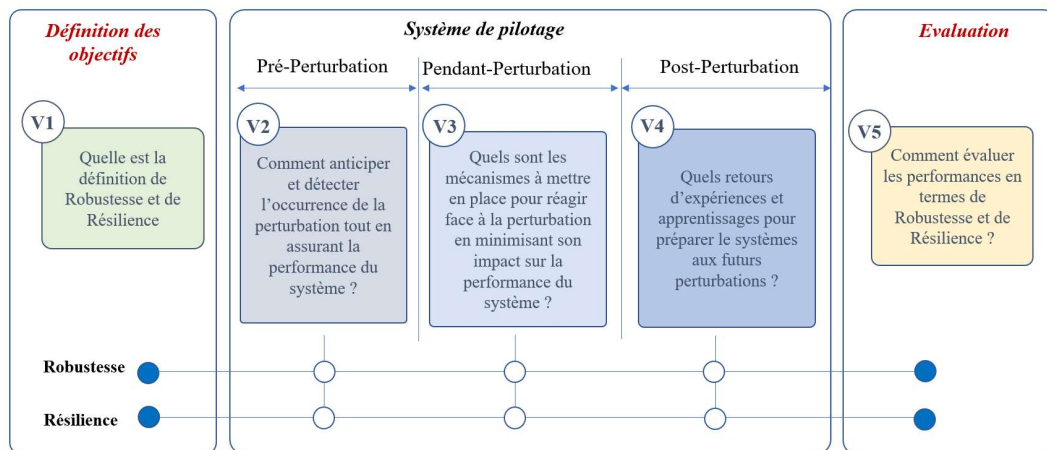 Définition des
objectifs
Système de pilotage
Evaluation
Pré-Perturbation
Pendant-Perturbation
Post-Perturbation
V1
Quelle est la
définition de
Robustesse et de
Résilience
V2
Comment anticiper
et détecter
l'occurrence de la
perturbation tout en
assurant la
performance du
système ?
V3
Quels sont les
mécanismes à mettre
en place pour réagir
face à la perturbation
en minimisant son
impact sur la
performance du
système ?
V4
Quels retours
d'expériences et
apprentissages pour
préparer le systèmes
aux futurs
perturbations ?
V5
Comment évaluer
les performances en
termes de
Robustesse et de
Résilience ?
Robustesse
Résilience